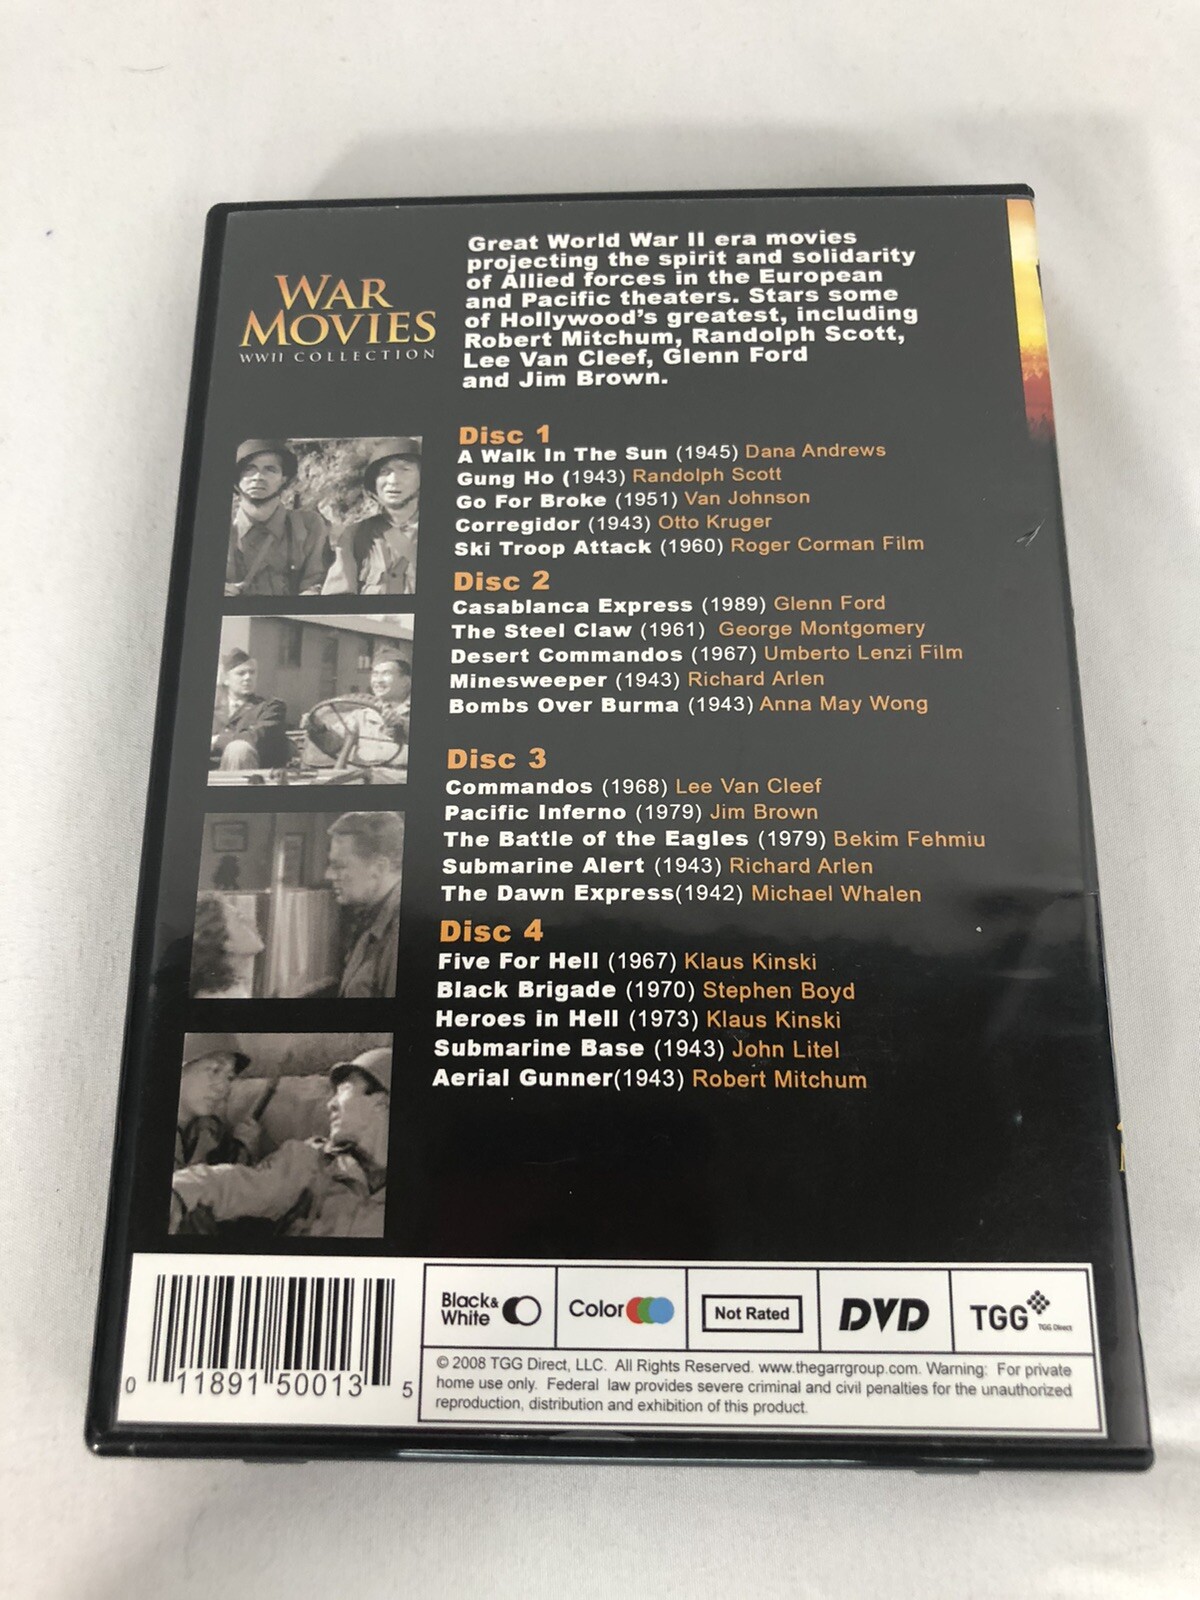 WAR
MOVIES
WWII COLLECTION
Great World War II era movies
projecting the spirit and solidarity
of Allied forces in the European
and Pacific theaters. Stars some
of Hollywood's greatest, including
Robert Mitchum, Randolph Scott,
Lee Van Cleef, Glenn Ford
and Jim Brown.
Disc 1
A Walk In The Sun (1945) Dana Andrews
Gung Ho (1943) Randolph Scott
Go For Broke (1951) Van Johnson
Corregidor (1943) Otto Kruger
Ski Troop Attack (1960) Roger Corman Film
Disc 2
Casablanca Express (1989) Glenn Ford
The Steel Claw (1961) George Montgomery
Desert Commandos (1967) Umberto Lenzi Film
Minesweeper (1943) Richard Arlen
Bombs Over Burma (1943) Anna May Wong
Disc 3
Commandos (1968) Lee Van Cleef
Pacific Inferno (1979) Jim Brown
The Battle of the Eagles (1979) Bekim Fehmiu
Submarine Alert (1943) Richard Arlen
The Dawn Express(1942) Michael Whalen
Disc 4
Five For Hell (1967) Klaus Kinski
Black Brigade (1970) Stephen Boyd
Heroes in Hell (1973) Klaus Kinski
Submarine Base (1943) John Litel
Aerial Gunner(1943) Robert Mitchum
0 11891 50013 5
Black&
White
Color
Not Rated
DVD
TGG
TGG Direct
© 2008 TGG Direct, LLC. All Rights Reserved. www.thegarrgroup.com. Warning: For private
home use only. Federal law provides severe criminal and civil penalties for the unauthorized
reproduction, distribution and exhibition of this product.